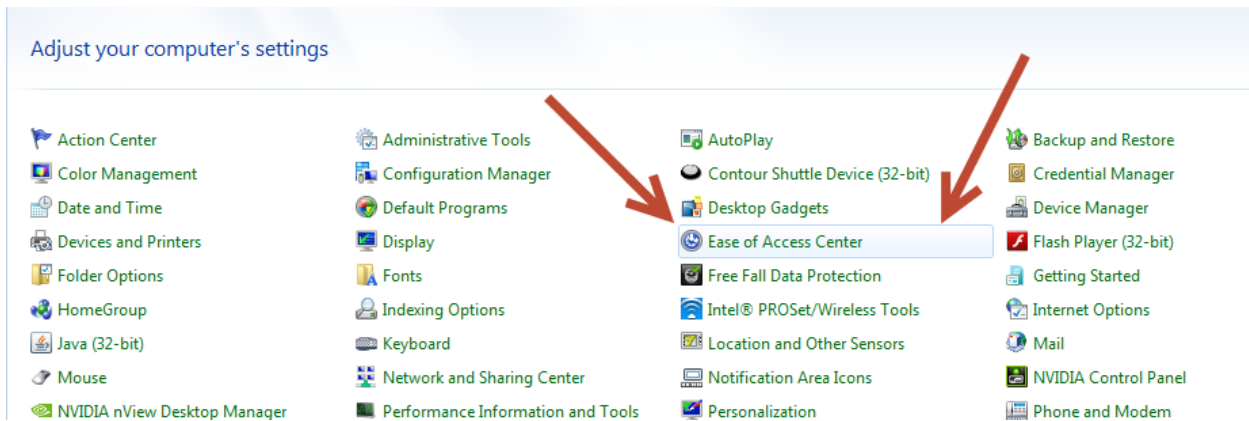 Adjust your computer's settings
Action Center Administrative Tools AutoPlay Backup and Restore
Color Management Configuration Manager Contour Shuttle Device (32-bit) Credential Manager
Date and Time Default Programs Desktop Gadgets Device Manager
Devices and Printers Display Ease of Access Center Flash Player (32-bit)
Folder Options Fonts Free Fall Data Protection Getting Started
HomeGroup Indexing Options Intel® PROSet/Wireless Tools Internet Options
Java (32-bit) Keyboard Location and Other Sensors Mail
Mouse Network and Sharing Center Notification Area Icons NVIDIA Control Panel
NVIDIA nView Desktop Manager Performance Information and Tools Personalization Phone and Modem